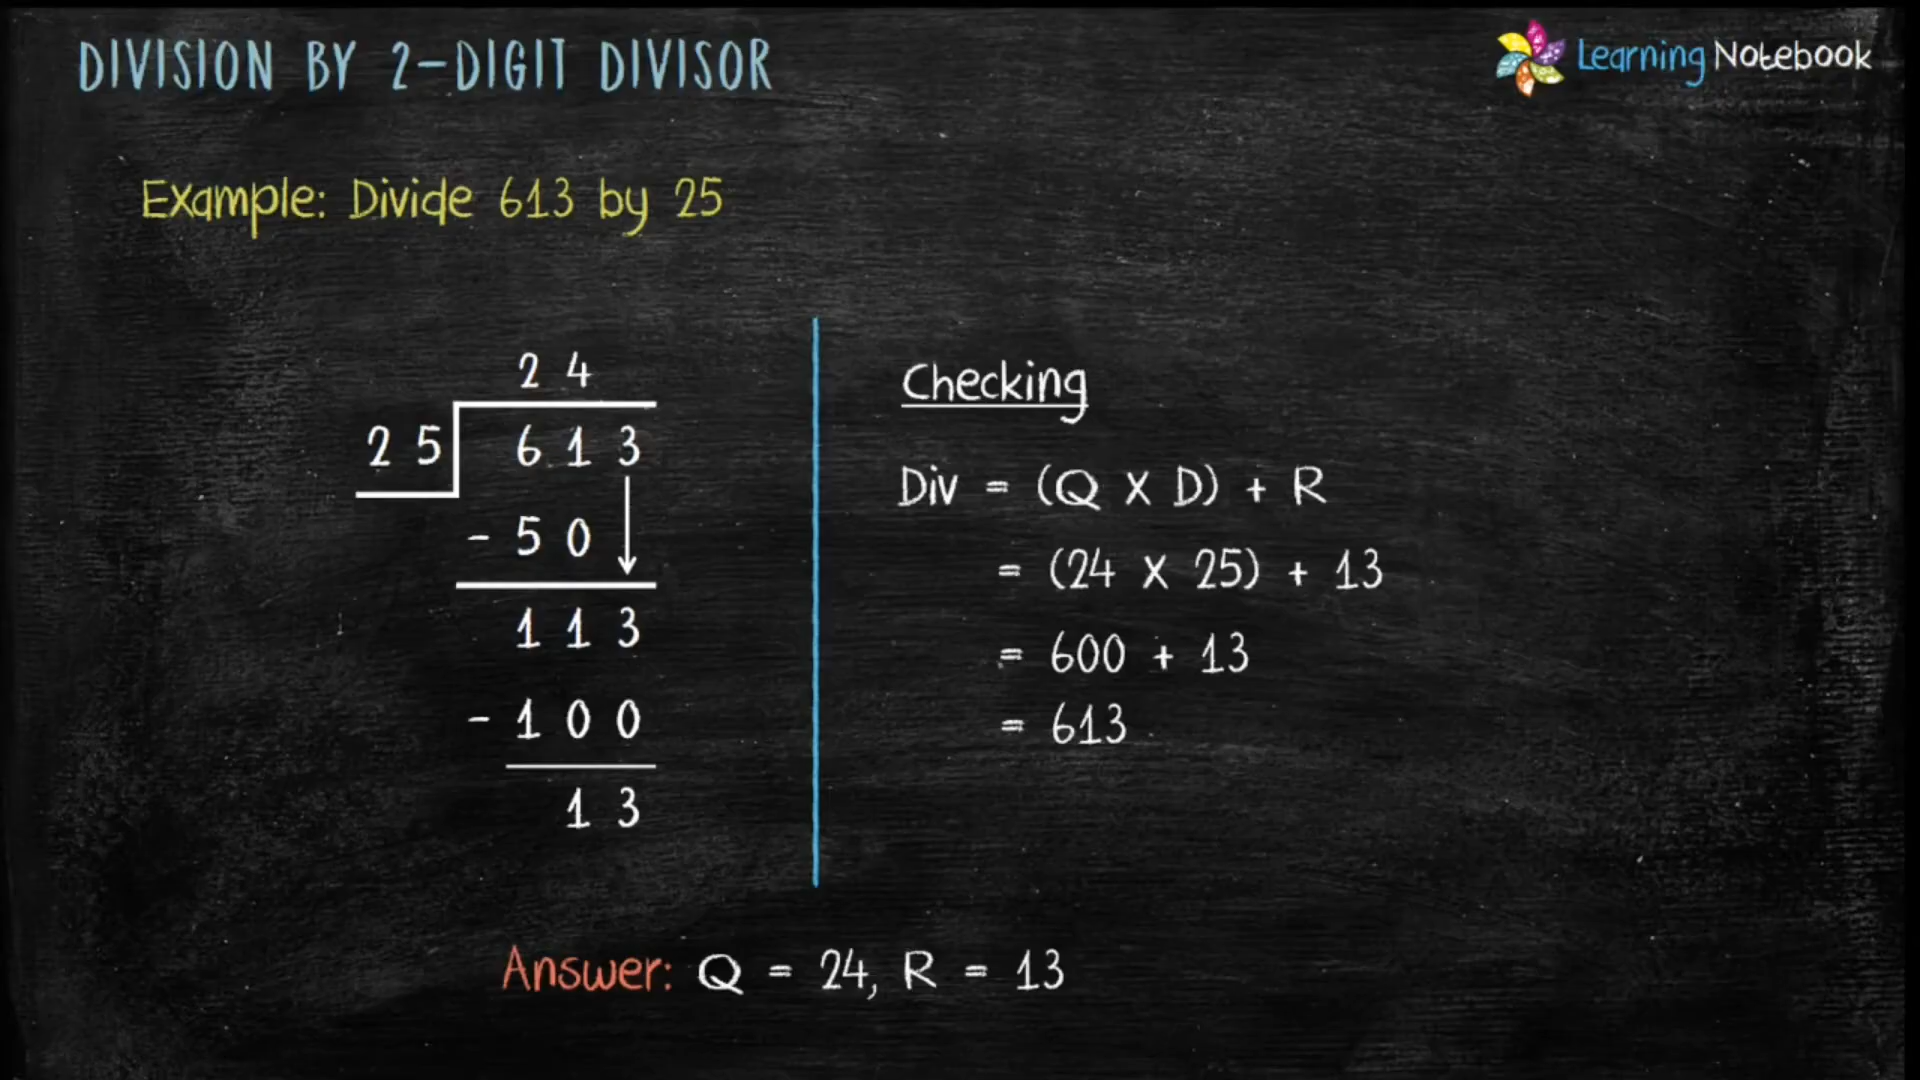 DIVISION BY 2-DIGIT DIVISOR
Learning Notebook
Example: Divide 613 by 25
2 4
2 5 6 1 3
- 5 0
1 1 3
- 1 0 0
1 3
Checking
Div = (Q X D) + R
= (24 X 25) + 13
= 600 + 13
= 613
Answer: Q = 24, R = 13